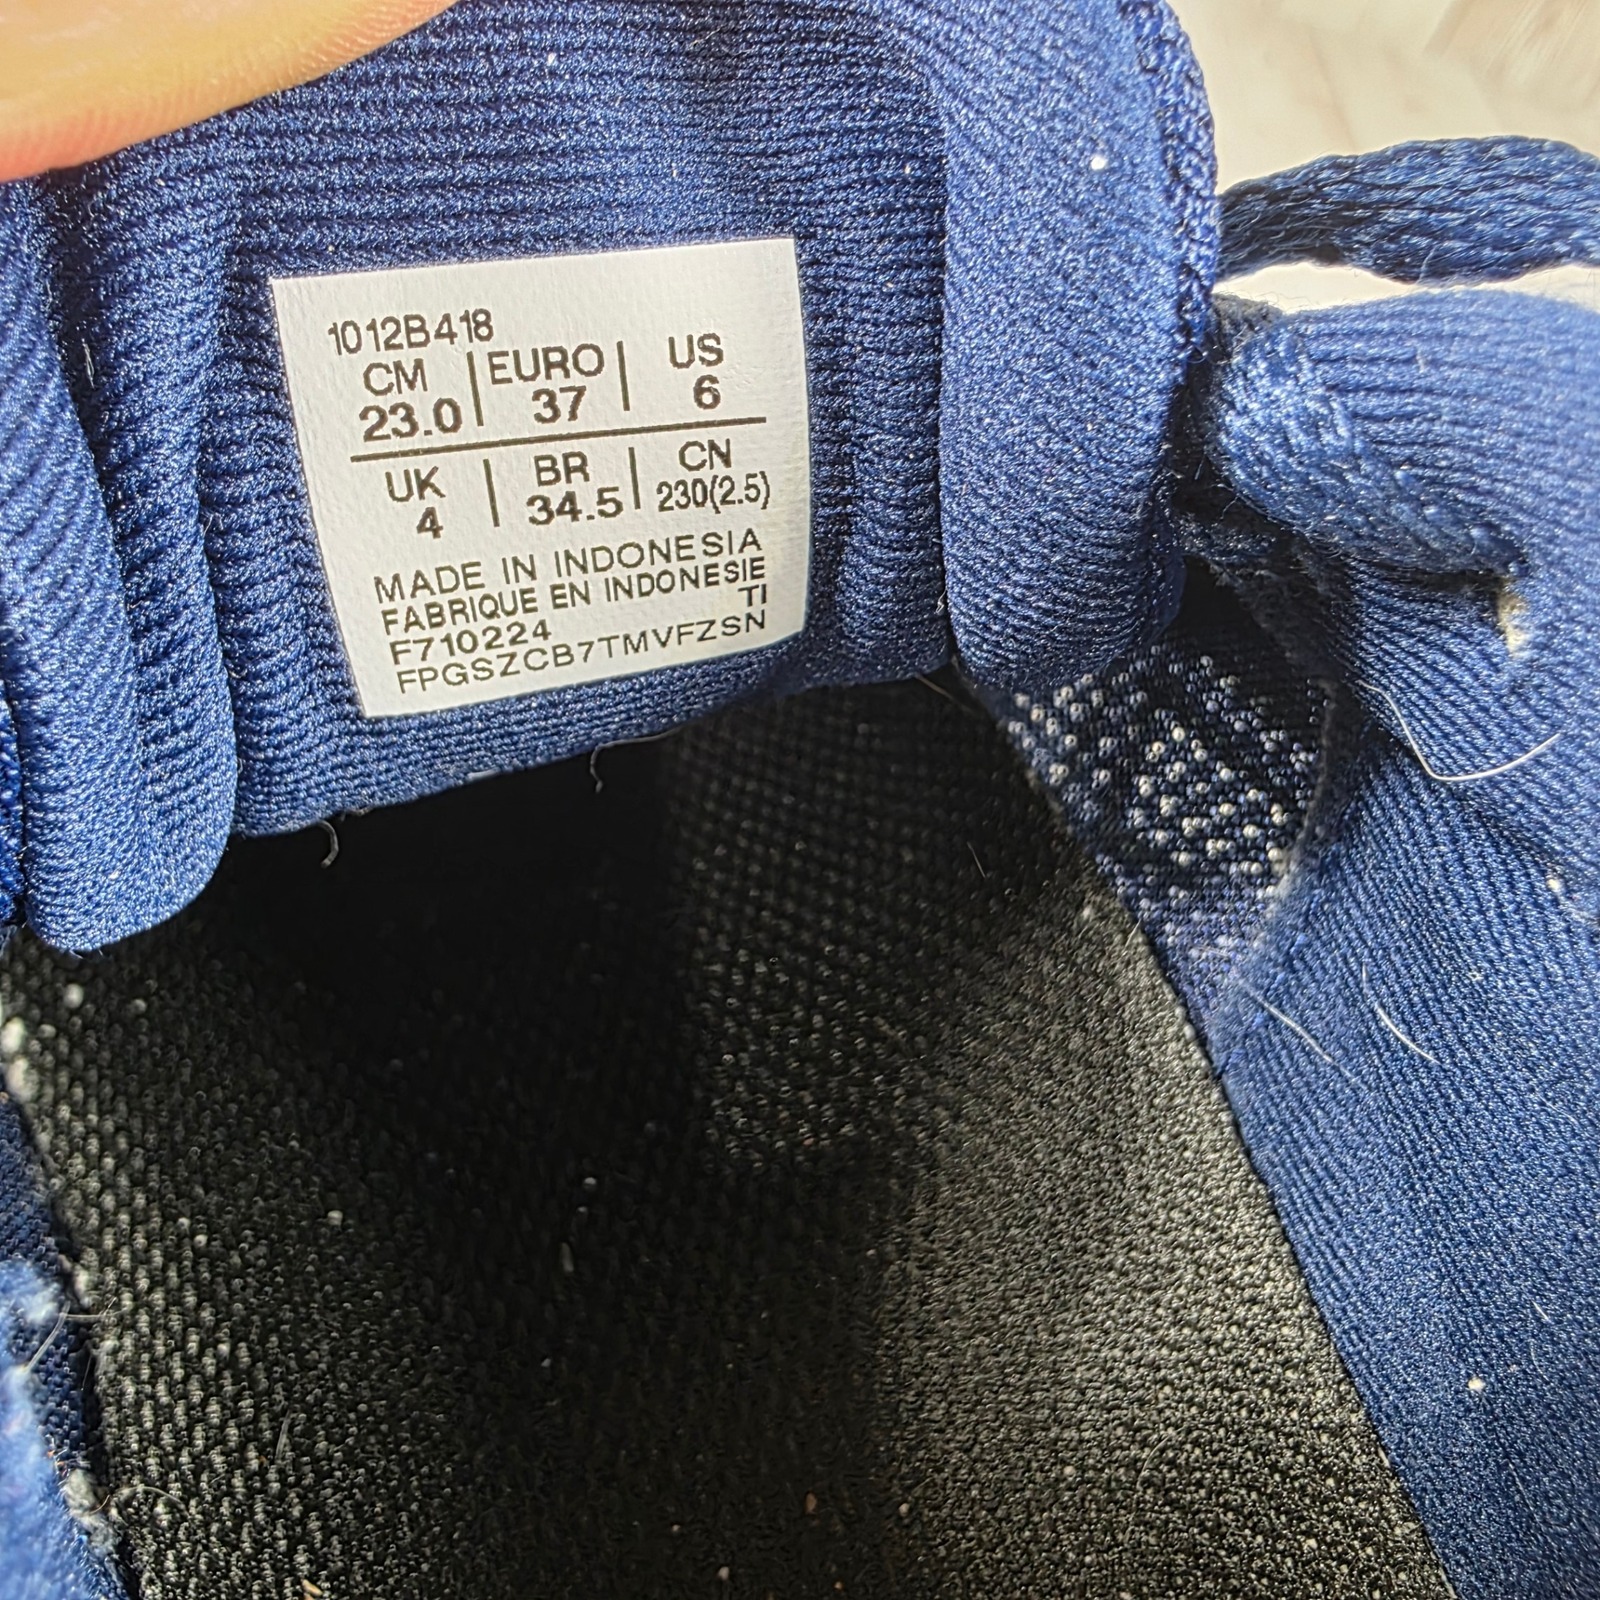 1012B418
CM | EURO | US
23.0 | 37 | 6
UK | BR | CN
4 | 34.5 | 230(2.5)
MADE IN INDONESIA
FABRIQUE EN INDONESIE
TI
F710224
FPGSZCB7TMVFZSN